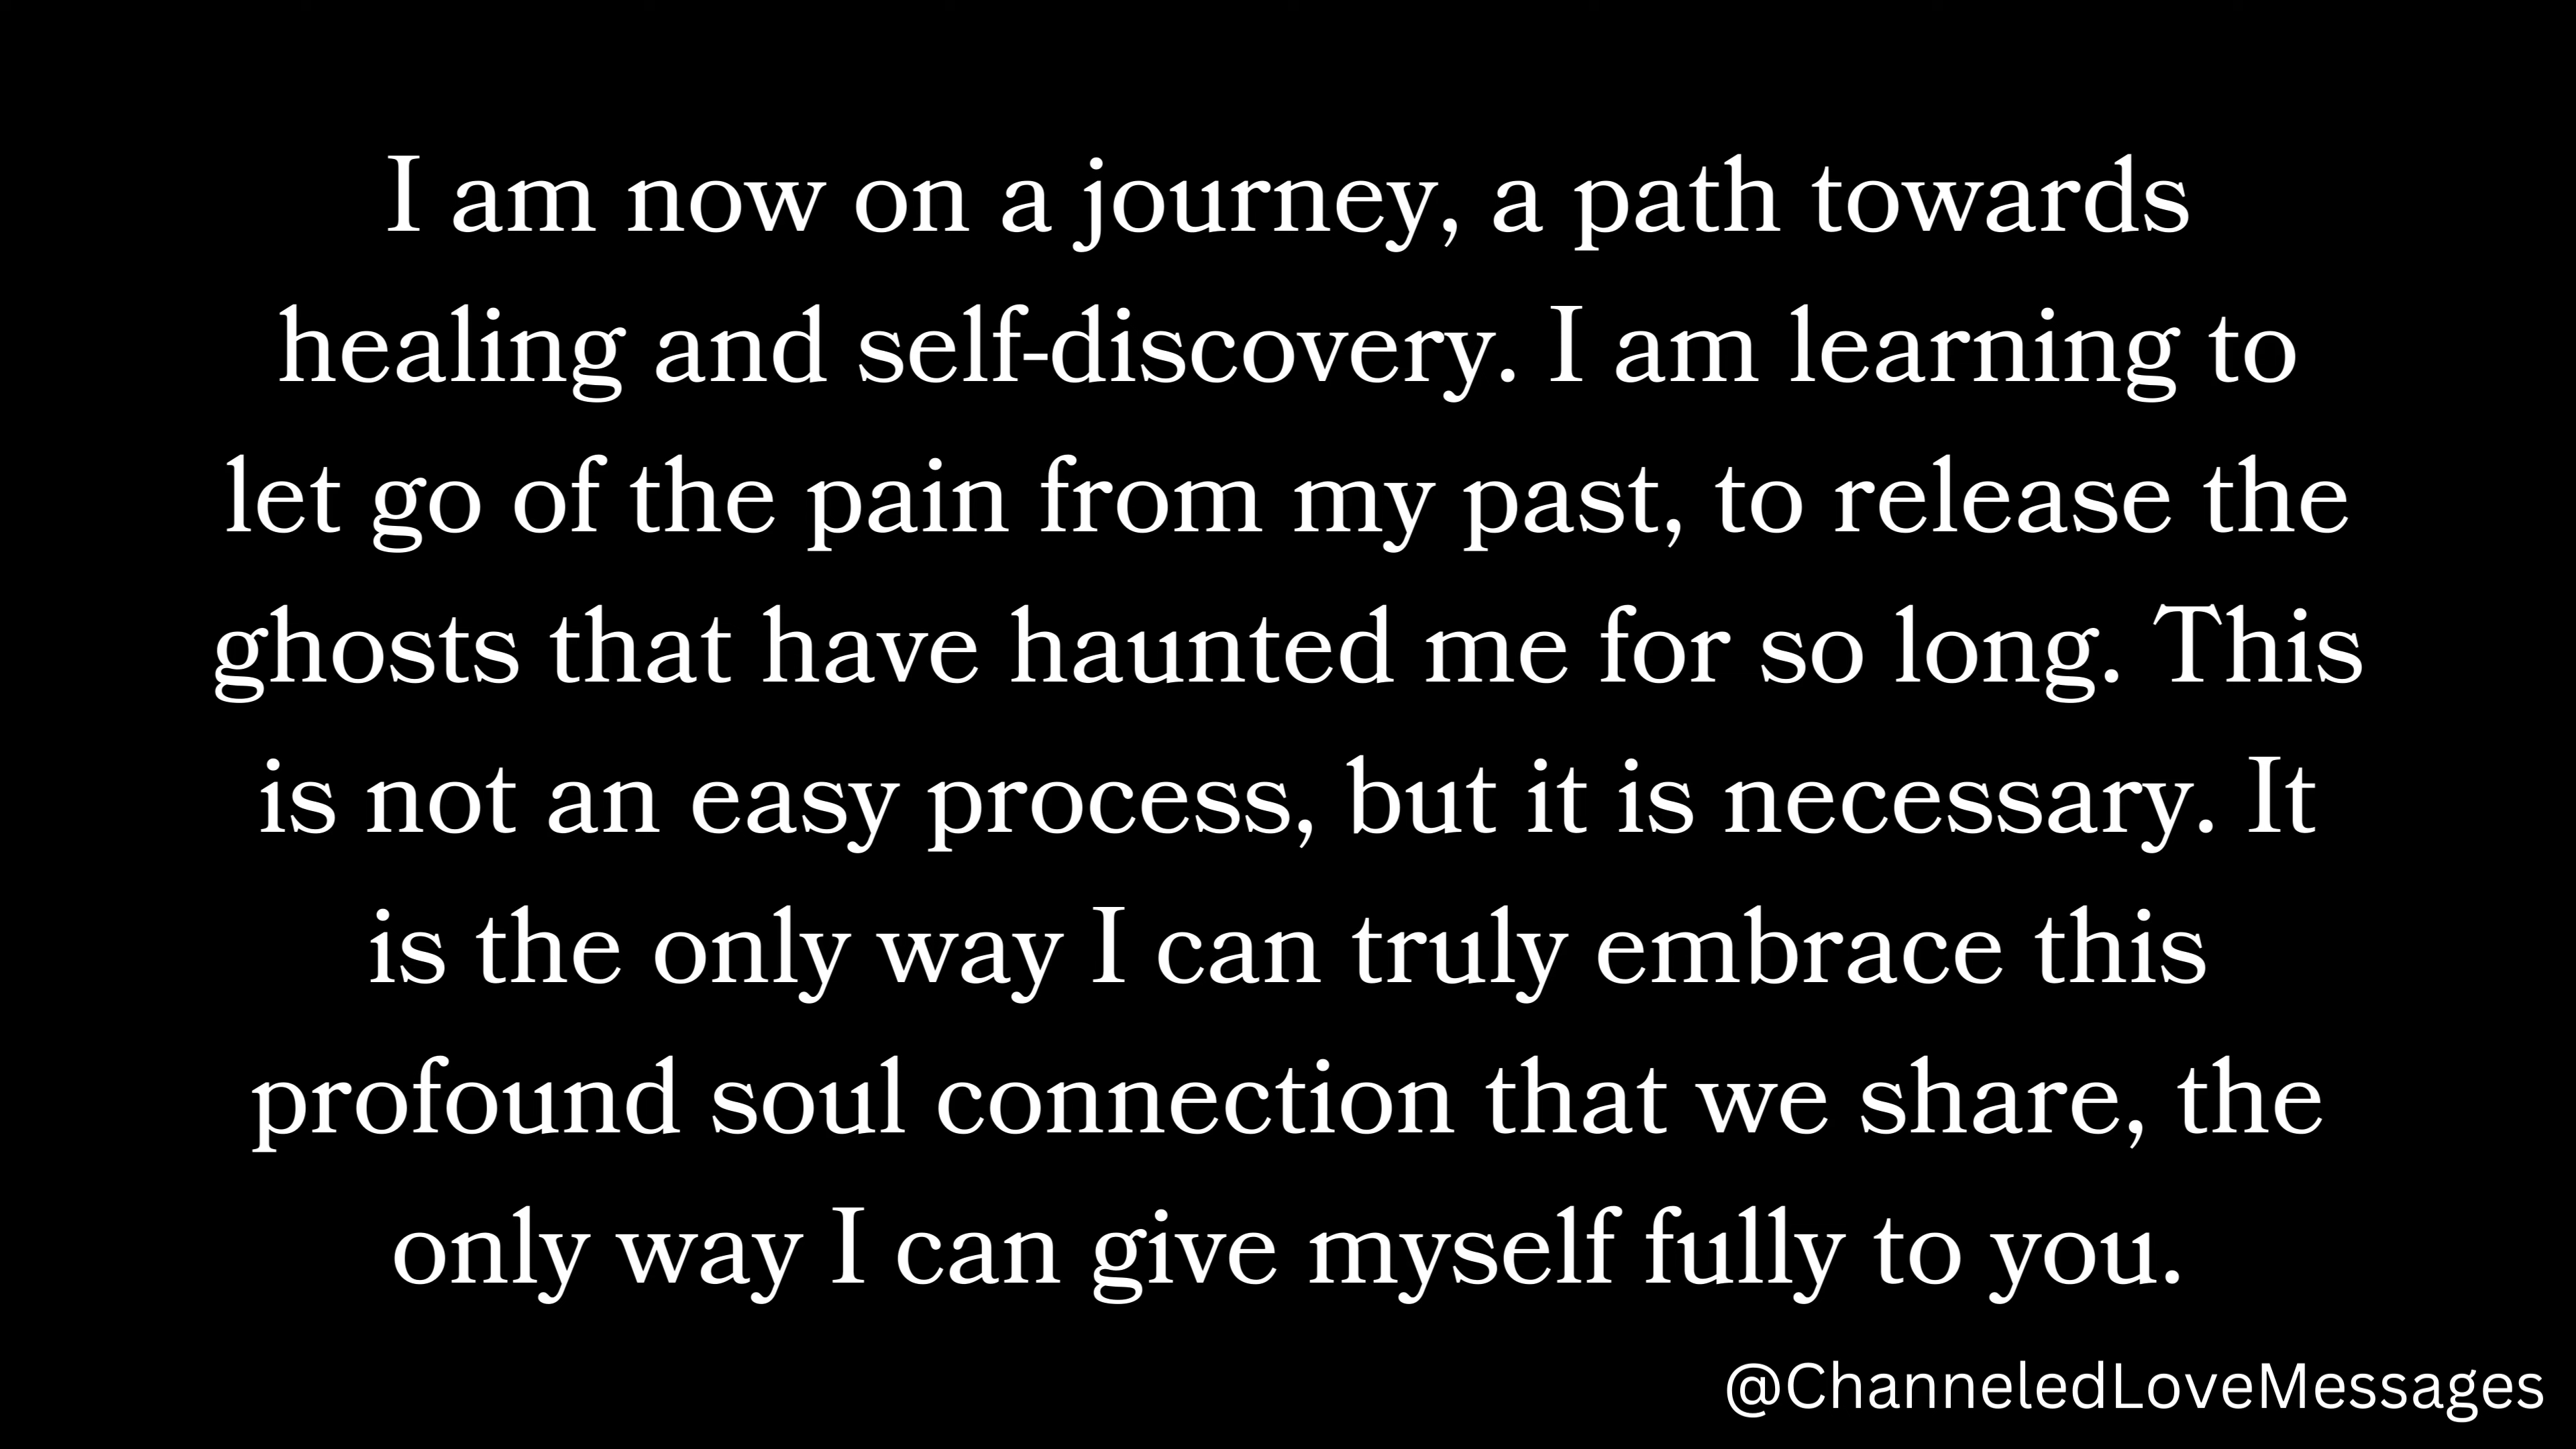 I am now on a journey, a path towards
healing and self-discovery. I am learning to
let go of the pain from my past, to release the
ghosts that have haunted me for so long. This
is not an easy process, but it is necessary. It
is the only way I can truly embrace this
profound soul connection that we share, the
only way I can give myself fully to you.
@ChanneledLoveMessages